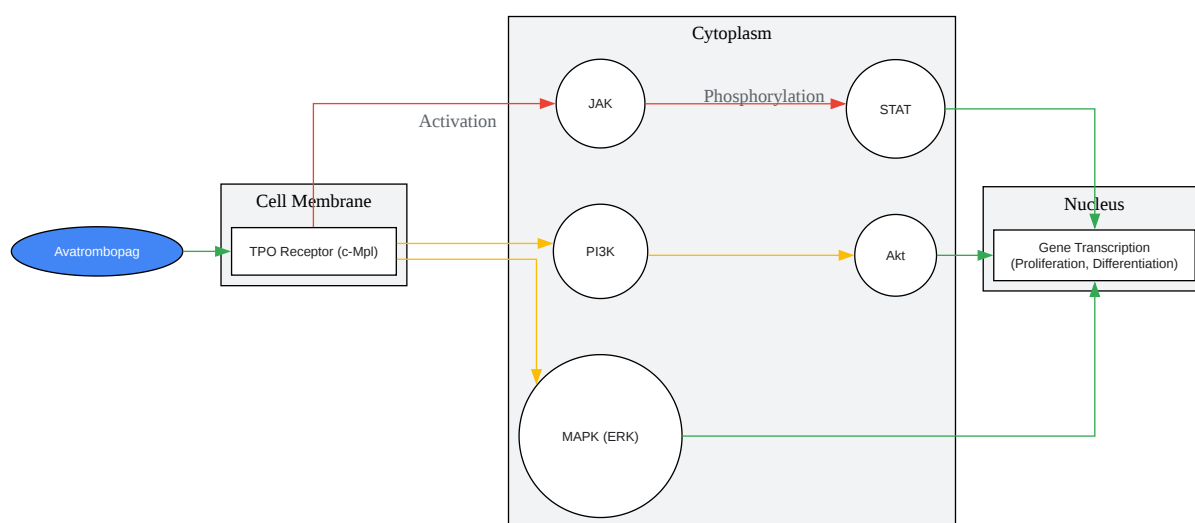 Cytoplasm
JAK
Phosphorylation
STAT
Activation
Cell Membrane
Nucleus
Avatrombopag
TPO Receptor (c-Mpl)
PI3K
Akt
Gene Transcription
(Proliferation, Differentiation)
MAPK (ERK)